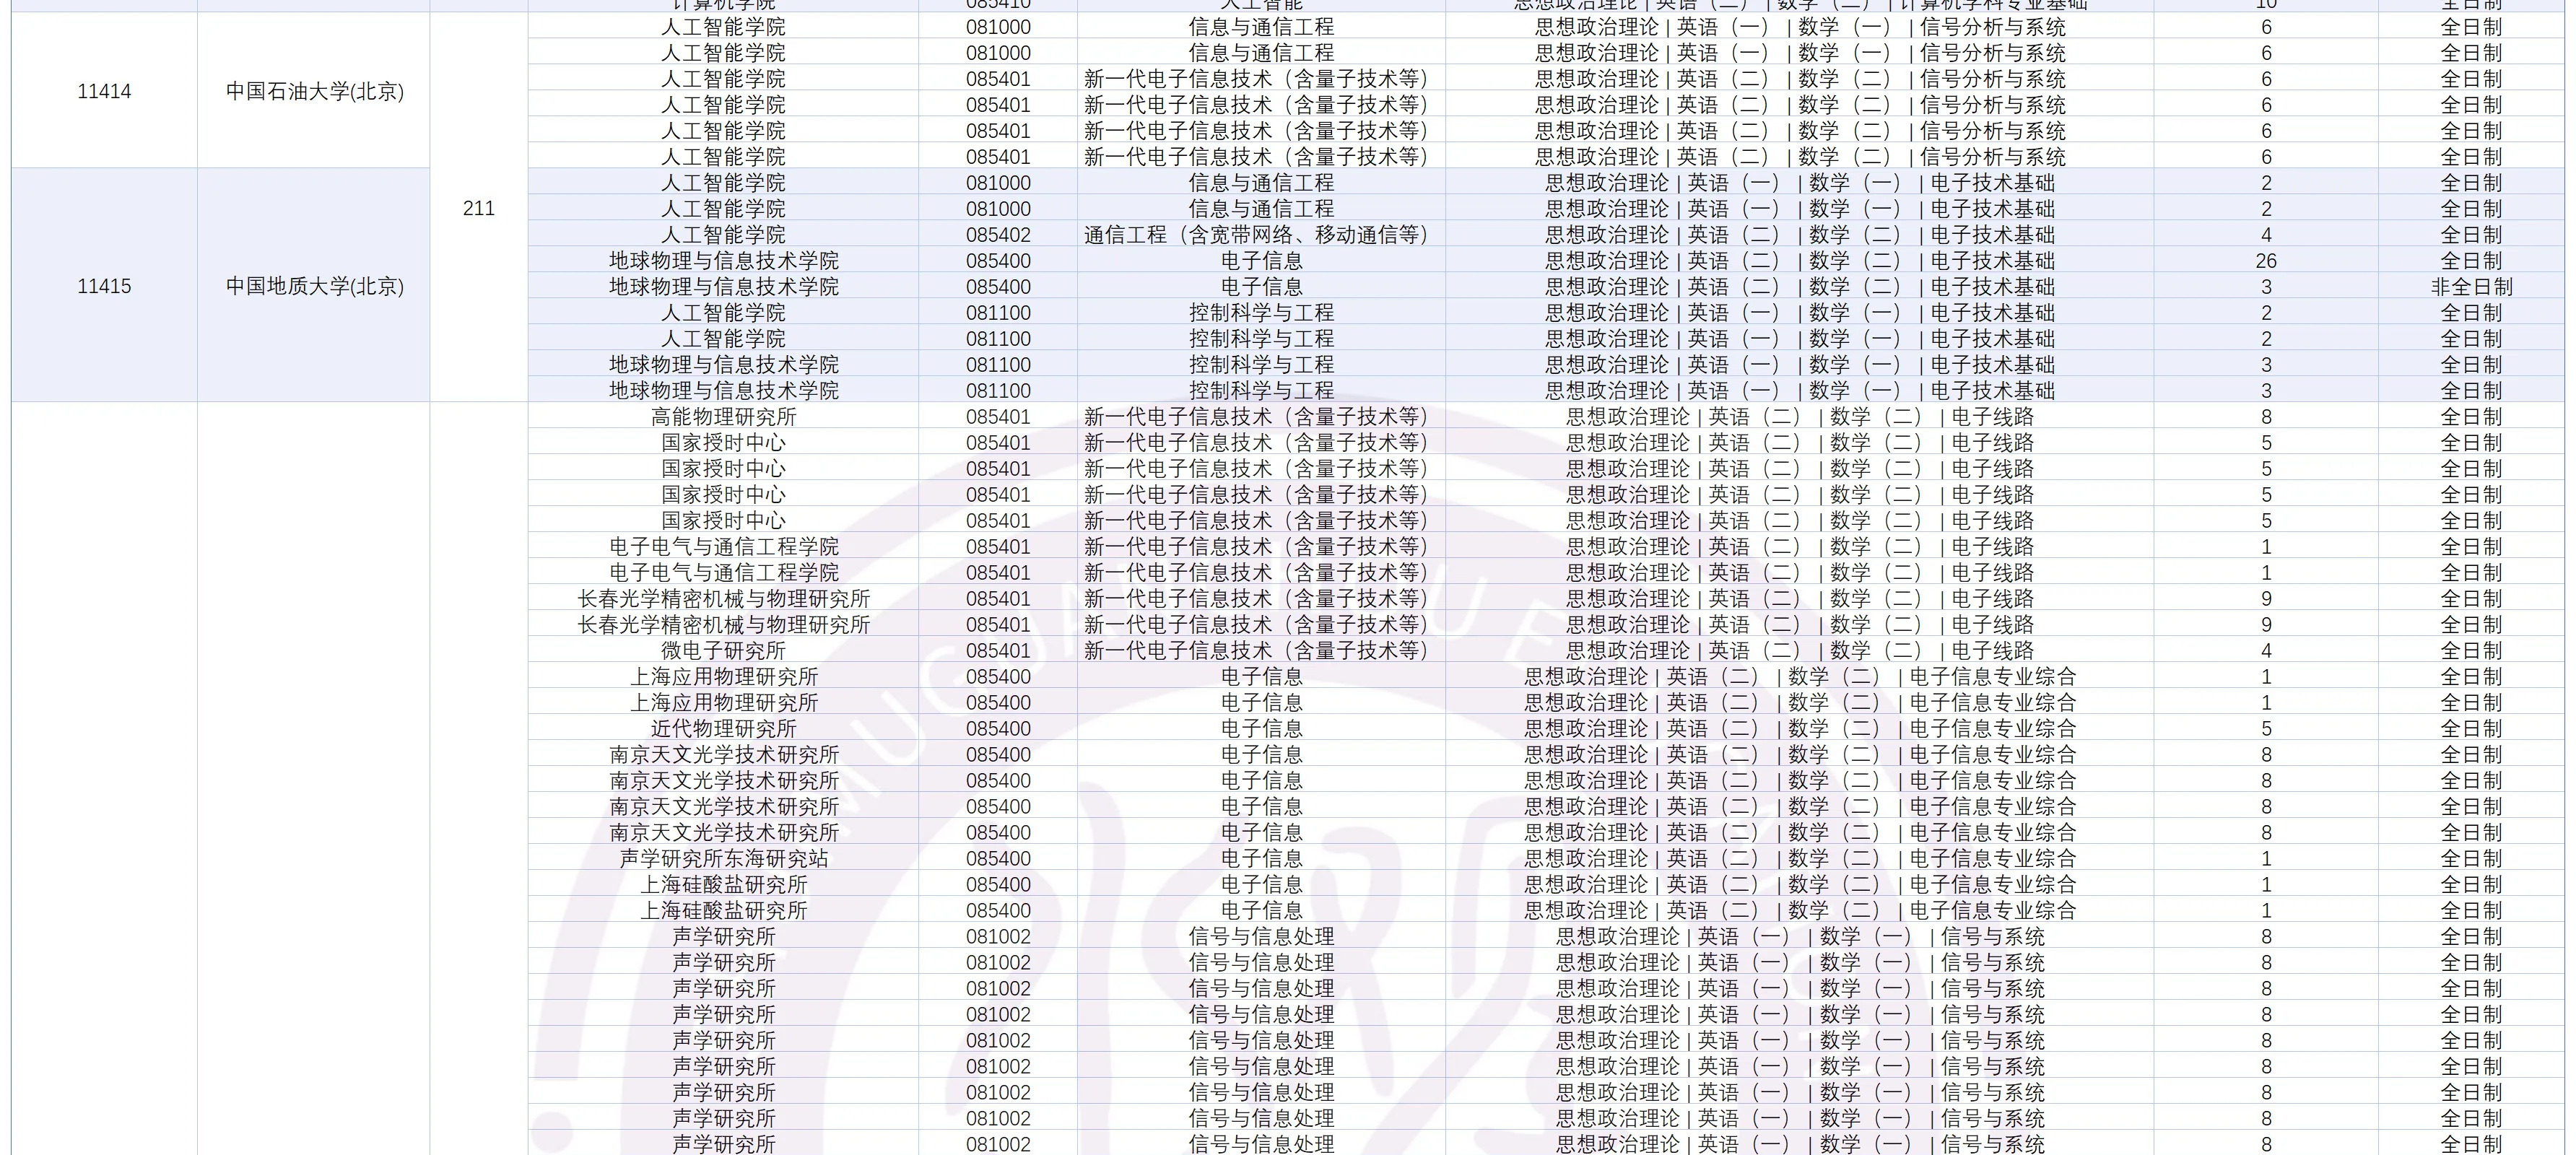 计算机学院 085410 人工智能 思想政治理论 | 英语（二） | 数学（二） | 计算机学科专业基础 10 全日制
人工智能学院 081000 信息与通信工程 思想政治理论 | 英语（一） | 数学（一） | 信号分析与系统 6 全日制
人工智能学院 081000 信息与通信工程 思想政治理论 | 英语（一） | 数学（一） | 信号分析与系统 6 全日制
人工智能学院 085401 新一代电子信息技术（含量子技术等） 思想政治理论 | 英语（二） | 数学（二） | 信号分析与系统 6 全日制
11414 中国石油大学(北京)
人工智能学院 085401 新一代电子信息技术（含量子技术等） 思想政治理论 | 英语（二） | 数学（二） | 信号分析与系统 6 全日制
人工智能学院 085401 新一代电子信息技术（含量子技术等） 思想政治理论 | 英语（二） | 数学（二） | 信号分析与系统 6 全日制
人工智能学院 085401 新一代电子信息技术（含量子技术等） 思想政治理论 | 英语（二） | 数学（二） | 信号分析与系统 6 全日制
人工智能学院 081000 信息与通信工程 思想政治理论 | 英语（一） | 数学（一） | 电子技术基础 2 全日制
211 人工智能学院 081000 信息与通信工程 思想政治理论 | 英语（一） | 数学（一） | 电子技术基础 2 全日制
人工智能学院 085402 通信工程（含宽带网络、移动通信等） 思想政治理论 | 英语（二） | 数学（二） | 电子技术基础 4 全日制
地球物理与信息技术学院 085400 电子信息 思想政治理论 | 英语（二） | 数学（二） | 电子技术基础 26 全日制
11415 中国地质大学(北京) 地球物理与信息技术学院 085400 电子信息 思想政治理论 | 英语（二） | 数学（二） | 电子技术基础 3 非全日制
人工智能学院 081100 控制科学与工程 思想政治理论 | 英语（一） | 数学（一） | 电子技术基础 2 全日制
人工智能学院 081100 控制科学与工程 思想政治理论 | 英语（一） | 数学（一） | 电子技术基础 2 全日制
地球物理与信息技术学院 081100 控制科学与工程 思想政治理论 | 英语（一） | 数学（一） | 电子技术基础 3 全日制
地球物理与信息技术学院 081100 控制科学与工程 思想政治理论 | 英语（一） | 数学（一） | 电子技术基础 3 全日制
高能物理研究所 085401 新一代电子信息技术（含量子技术等） 思想政治理论 | 英语（二） | 数学（二） | 电子线路 8 全日制
国家授时中心 085401 新一代电子信息技术（含量子技术等） 思想政治理论 | 英语（二） | 数学（二） | 电子线路 5 全日制
国家授时中心 085401 新一代电子信息技术（含量子技术等） 思想政治理论 | 英语（二） | 数学（二） | 电子线路 5 全日制
国家授时中心 085401 新一代电子信息技术（含量子技术等） 思想政治理论 | 英语（二） | 数学（二） | 电子线路 5 全日制
国家授时中心 085401 新一代电子信息技术（含量子技术等） 思想政治理论 | 英语（二） | 数学（二） | 电子线路 5 全日制
电子电气与通信工程学院 085401 新一代电子信息技术（含量子技术等） 思想政治理论 | 英语（二） | 数学（二） | 电子线路 1 全日制
电子电气与通信工程学院 085401 新一代电子信息技术（含量子技术等） 思想政治理论 | 英语（二） | 数学（二） | 电子线路 1 全日制
长春光学精密机械与物理研究所 085401 新一代电子信息技术（含量子技术等） 思想政治理论 | 英语（二） | 数学（二） | 电子线路 9 全日制
长春光学精密机械与物理研究所 085401 新一代电子信息技术（含量子技术等） 思想政治理论 | 英语（二） | 数学（二） | 电子线路 9 全日制
微电子研究所 085401 新一代电子信息技术（含量子技术等） 思想政治理论 | 英语（二） | 数学（二） | 电子线路 4 全日制
上海应用物理研究所 085400 电子信息 思想政治理论 | 英语（二） | 数学（二） | 电子信息专业综合 1 全日制
上海应用物理研究所 085400 电子信息 思想政治理论 | 英语（二） | 数学（二） | 电子信息专业综合 1 全日制
近代物理研究所 085400 电子信息 思想政治理论 | 英语（二） | 数学（二） | 电子信息专业综合 5 全日制
南京天文光学技术研究所 085400 电子信息 思想政治理论 | 英语（二） | 数学（二） | 电子信息专业综合 8 全日制
南京天文光学技术研究所 085400 电子信息 思想政治理论 | 英语（二） | 数学（二） | 电子信息专业综合 8 全日制
南京天文光学技术研究所 085400 电子信息 思想政治理论 | 英语（二） | 数学（二） | 电子信息专业综合 8 全日制
南京天文光学技术研究所 085400 电子信息 思想政治理论 | 英语（二） | 数学（二） | 电子信息专业综合 8 全日制
声学研究所东海研究站 085400 电子信息 思想政治理论 | 英语（二） | 数学（二） | 电子信息专业综合 1 全日制
上海硅酸盐研究所 085400 电子信息 思想政治理论 | 英语（二） | 数学（二） | 电子信息专业综合 1 全日制
上海硅酸盐研究所 085400 电子信息 思想政治理论 | 英语（二） | 数学（二） | 电子信息专业综合 1 全日制
声学研究所 081002 信号与信息处理 思想政治理论 | 英语（一） | 数学（一） | 信号与系统 8 全日制
声学研究所 081002 信号与信息处理 思想政治理论 | 英语（一） | 数学（一） | 信号与系统 8 全日制
声学研究所 081002 信号与信息处理 思想政治理论 | 英语（一） | 数学（一） | 信号与系统 8 全日制
声学研究所 081002 信号与信息处理 思想政治理论 | 英语（一） | 数学（一） | 信号与系统 8 全日制
声学研究所 081002 信号与信息处理 思想政治理论 | 英语（一） | 数学（一） | 信号与系统 8 全日制
声学研究所 081002 信号与信息处理 思想政治理论 | 英语（一） | 数学（一） | 信号与系统 8 全日制
声学研究所 081002 信号与信息处理 思想政治理论 | 英语（一） | 数学（一） | 信号与系统 8 全日制
声学研究所 081002 信号与信息处理 思想政治理论 | 英语（一） | 数学（一） | 信号与系统 8 全日制
声学研究所 081002 信号与信息处理 思想政治理论 | 英语（一） | 数学（一） | 信号与系统 8 全日制